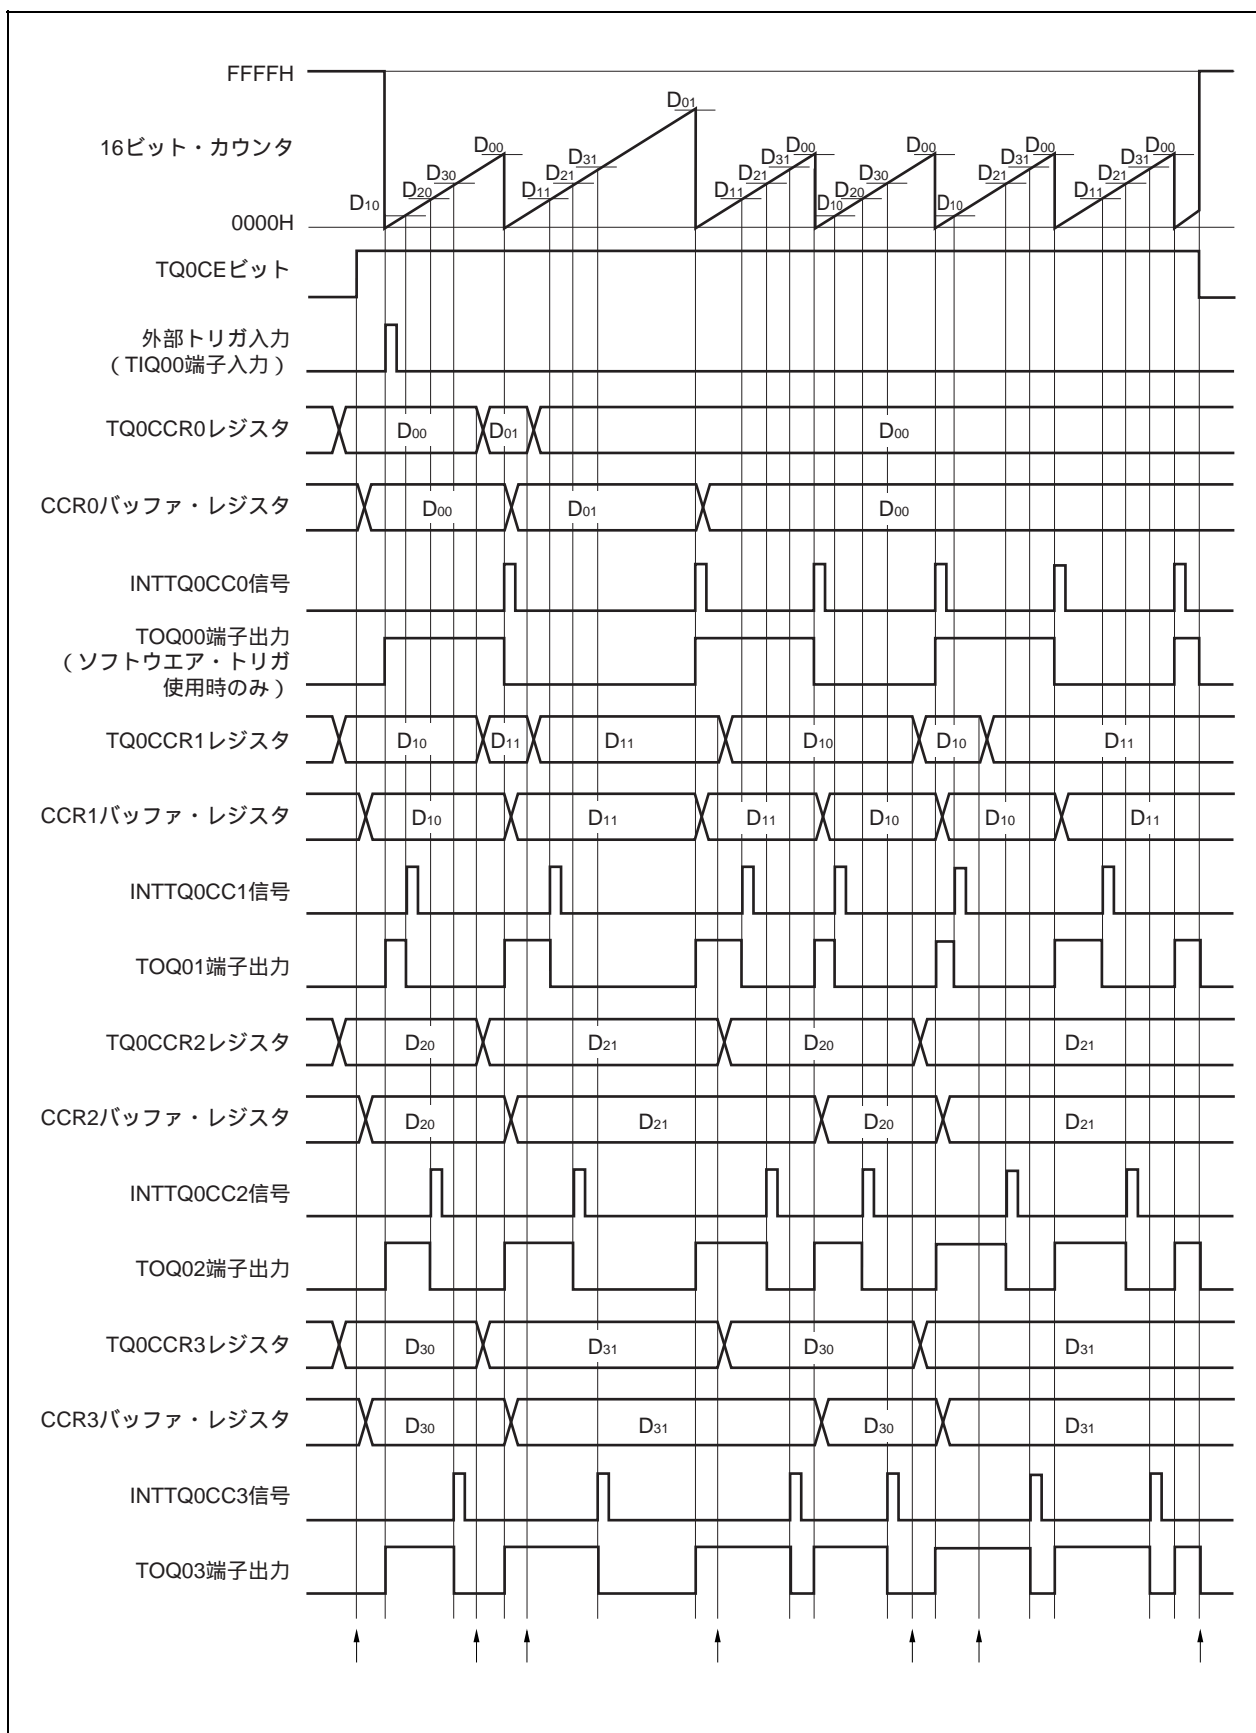 FFFFH
D01
D00 D00 D00 D00 D00
16ビット・カウンタ
D30 D31 D31 D30 D31 D31
D20 D21 D21 D20 D21 D21
D10 D11 D11 D10 D10 D11
0000H
TQ0CEビット
外部トリガ入力
(TIQ00端子入力)
TQ0CCR0レジスタ D00 D01 D00
CCR0バッファ・レジスタ D00 D01 D00
INTTQ0CC0信号
TOQ00端子出力
(ソフトウエア・トリガ
使用時のみ)
TQ0CCR1レジスタ D10 D11 D11 D10 D10 D11
CCR1バッファ・レジスタ D10 D11 D11 D10 D10 D11
INTTQ0CC1信号
TOQ01端子出力
TQ0CCR2レジスタ D20 D21 D20 D21
CCR2バッファ・レジスタ D20 D21 D20 D21
INTTQ0CC2信号
TOQ02端子出力
TQ0CCR3レジスタ D30 D31 D30 D31
CCR3バッファ・レジスタ D30 D31 D30 D31
INTTQ0CC3信号
TOQ03端子出力